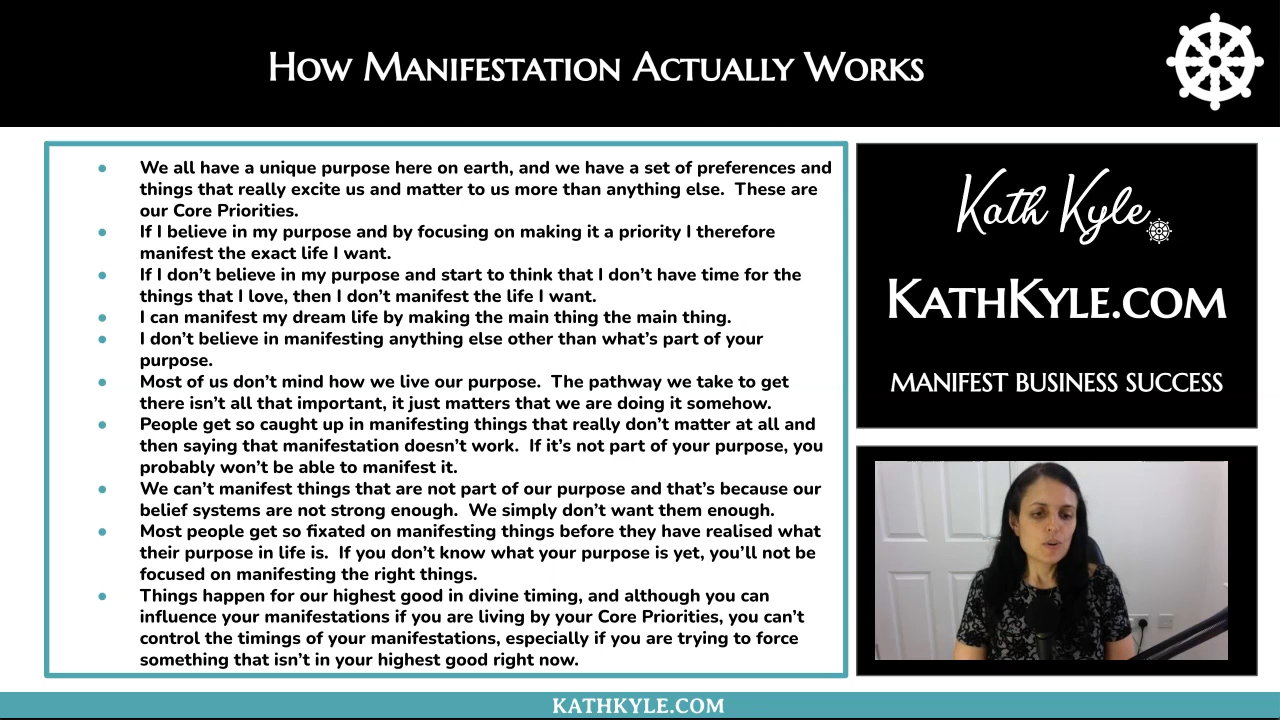 How Manifestation Actually Works
We all have a unique purpose here on earth, and we have a set of preferences and
things that really excite us and matter to us more than anything else.  These are
our Core Priorities.
If I believe in my purpose and by focusing on making it a priority I therefore
manifest the exact life I want.
If I don’t believe in my purpose and start to think that I don’t have time for the
things that I love, then I don’t manifest the life I want.
I can manifest my dream life by making the main thing the main thing.
I don’t believe in manifesting anything else other than what’s part of your
purpose.
Most of us don’t mind how we live our purpose.  The pathway we take to get
there isn’t all that important, it just matters that we are doing it somehow.
People get so caught up in manifesting things that really don’t matter at all and
then saying that manifestation doesn’t work.  If it’s not part of your purpose, you
probably won’t be able to manifest it.
We can’t manifest things that are not part of our purpose and that’s because our
belief systems are not strong enough.  We simply don’t want them enough.
Most people get so fixated on manifesting things before they have realised what
their purpose in life is.  If you don’t know what your purpose is yet, you’ll not be
focused on manifesting the right things.
Things happen for our highest good in divine timing, and although you can
influence your manifestations if you are living by your Core Priorities, you can’t
control the timings of your manifestations, especially if you are trying to force
something that isn’t in your highest good right now.
Kath Kyle
KathKyle.com
Manifest Business Success
KATHKYLE.COM